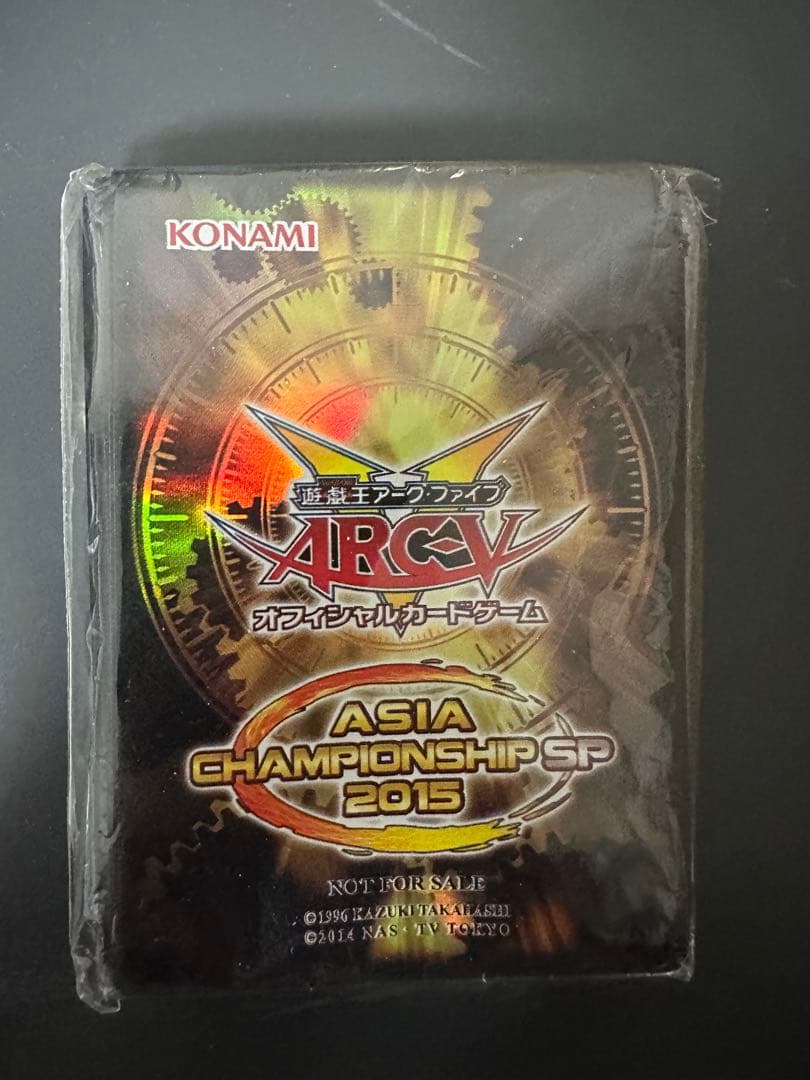 KONAMI
遊戯王アーク・ファイブ
ARC-V
オフィシャルカードゲーム
ASIA
CHAMPIONSHIP SP
2015
NOT FOR SALE
©1996 KAZUKI TAKAHASHI
©2014 NAS・TV TOKYO